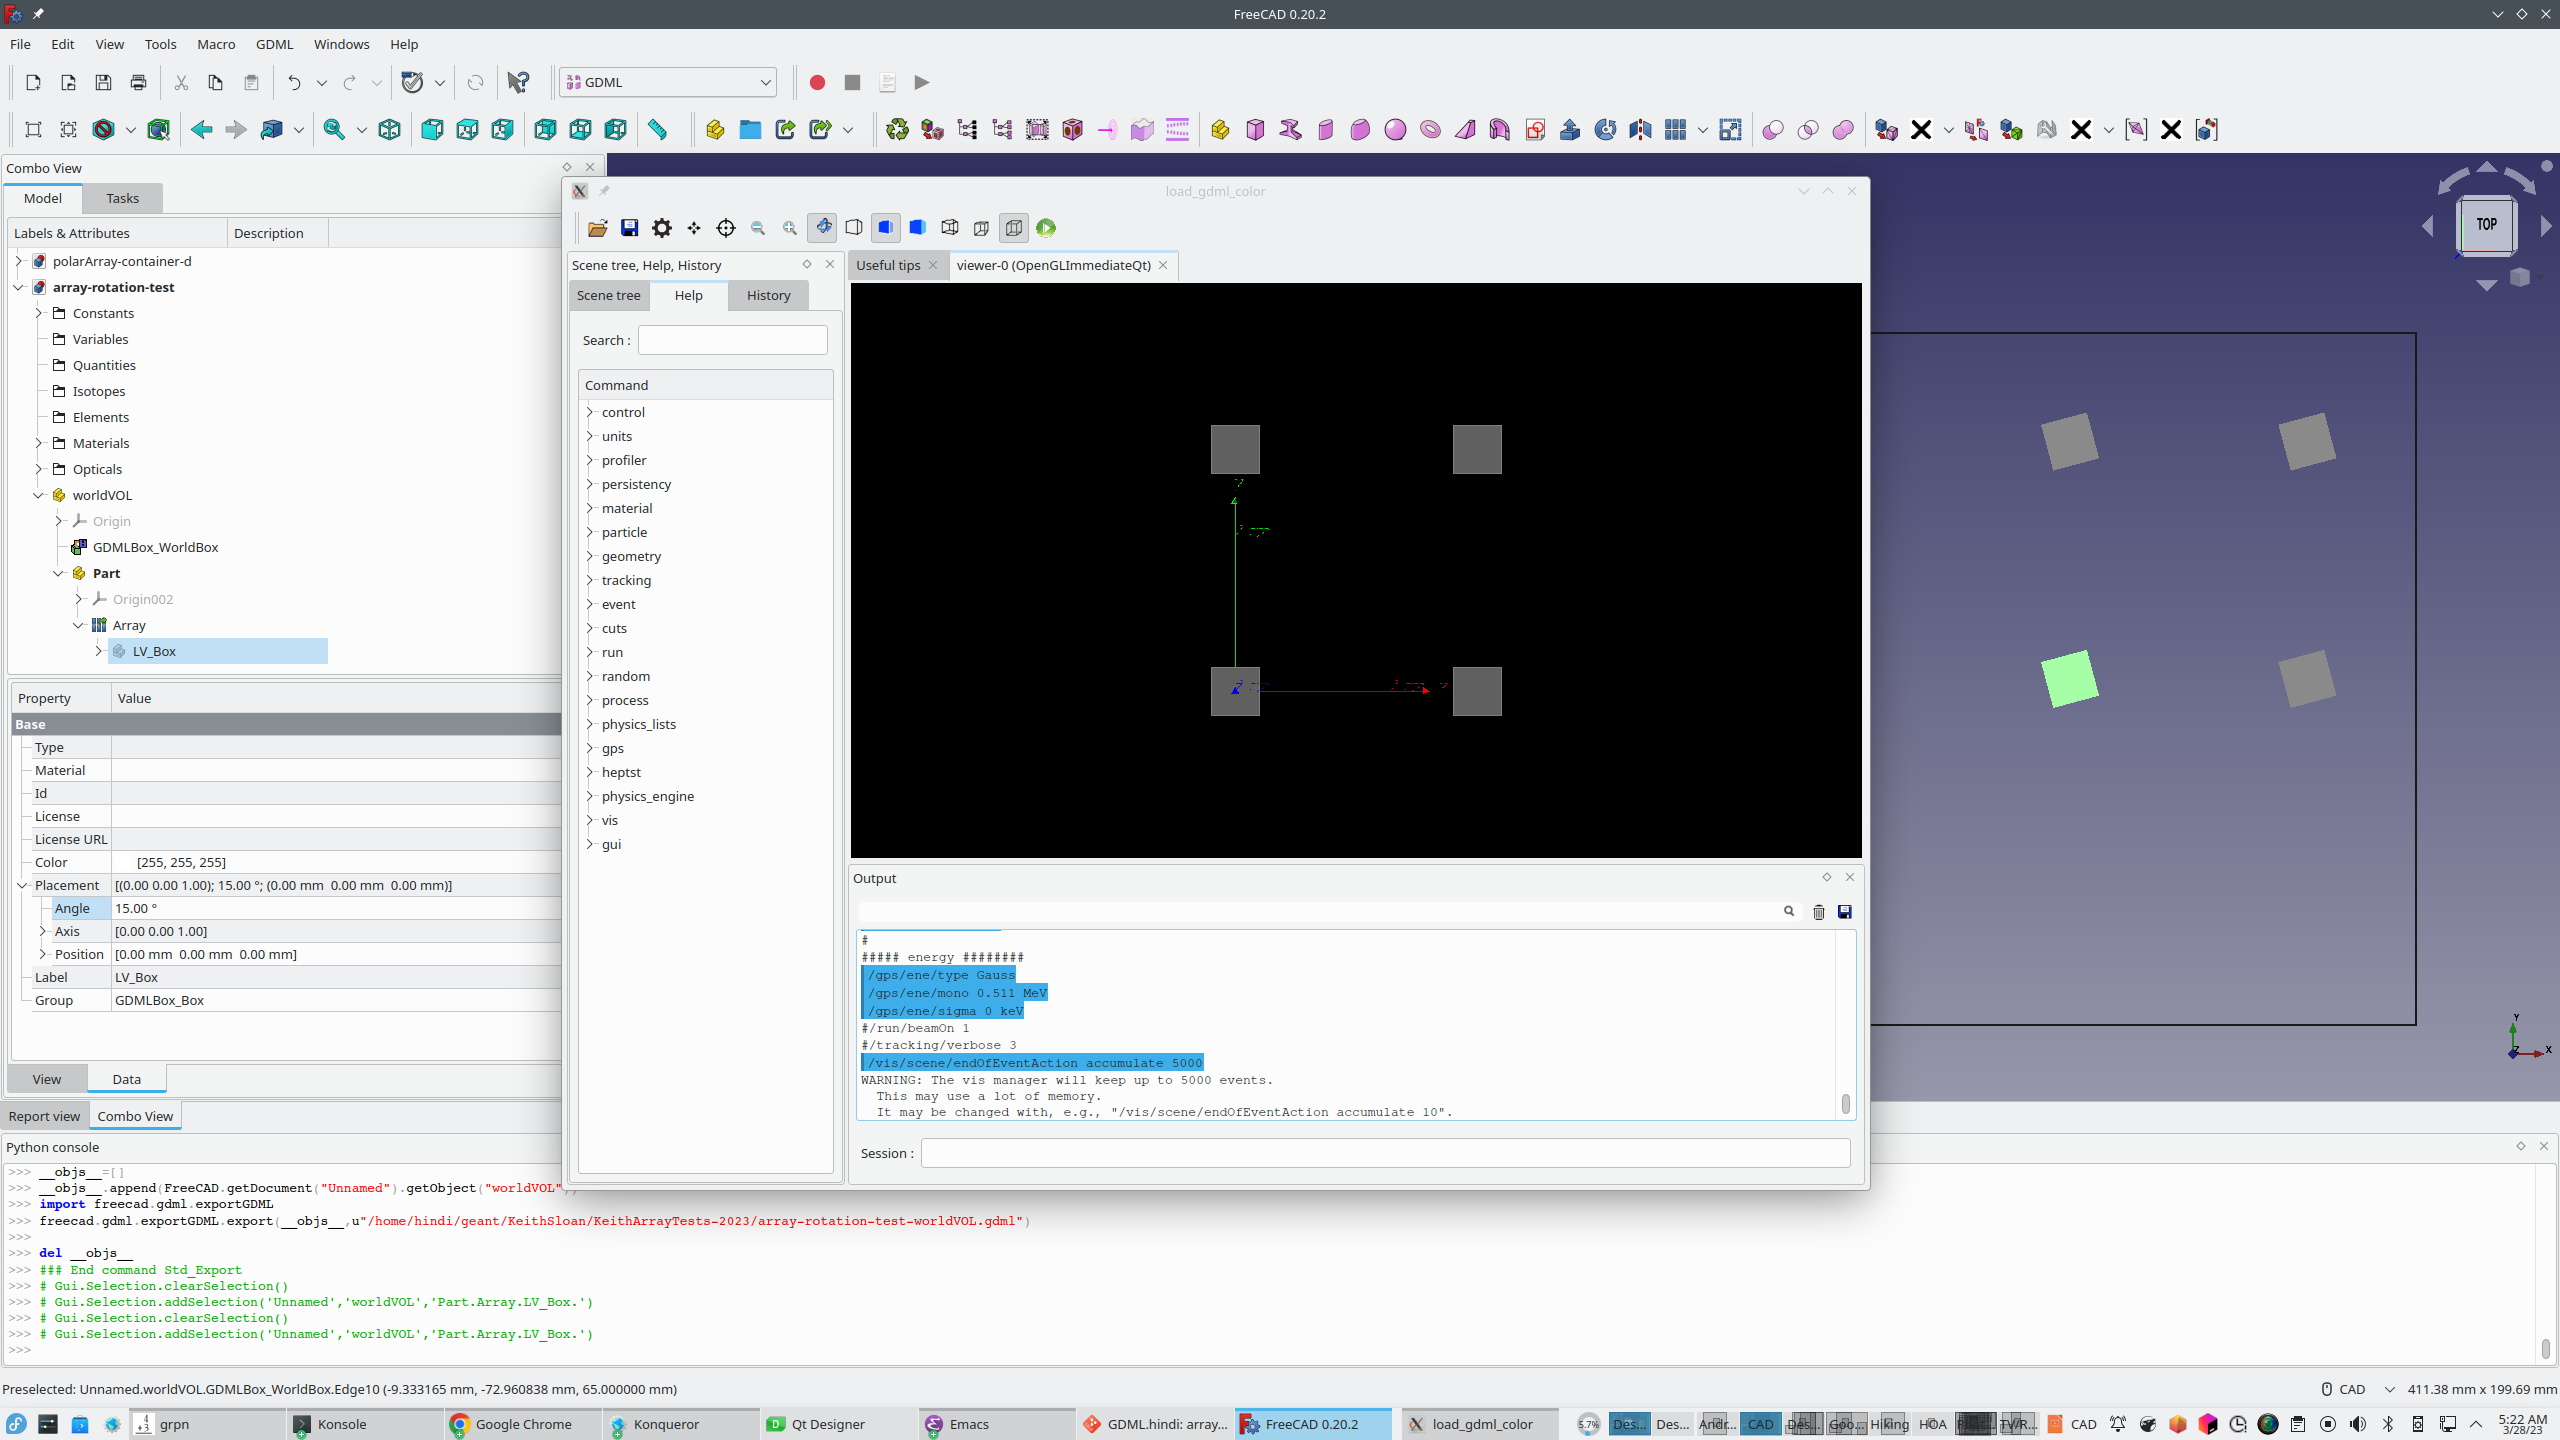 FreeCAD 0.20.2
File Edit View Tools Macro GDML Windows Help
GDML
Combo View
Model Tasks
Labels & Attributes Description
polarArray-container-d
array-rotation-test
Constants
Variables
Quantities
Isotopes
Elements
Materials
Opticals
worldVOL
Origin
GDMLBox_WorldBox
Part
Origin002
Array
LV_Box
Property Value
Base
Type
Material
Id
License
License URL
Color [255, 255, 255]
Placement [(0.00 0.00 1.00); 15.00 °; (0.00 mm 0.00 mm 0.00 mm)]
Angle 15.00 °
Axis [0.00 0.00 1.00]
Position [0.00 mm 0.00 mm 0.00 mm]
Label LV_Box
Group GDMLBox_Box
View Data
Report view Combo View
load_gdml_color
Scene tree, Help, History
Scene tree Help History
Search :
Command
control
units
profiler
persistency
material
particle
geometry
tracking
event
cuts
run
random
process
physics_lists
gps
heptst
physics_engine
vis
gui
Useful tips viewer-0 (OpenGLImmediateQt)
Output
#
##### energy ########
/gps/ene/type Gauss
/gps/ene/mono 0.511 MeV
/gps/ene/sigma 0 keV
#/run/beamOn 1
#/tracking/verbose 3
/vis/scene/endOfEventAction accumulate 5000
WARNING: The vis manager will keep up to 5000 events.
This may use a lot of memory.
It may be changed with, e.g., "/vis/scene/endOfEventAction accumulate 10".
Session :
TOP
Y
Z
X
Python console
>>> __objs__=[]
>>> __objs__.append(FreeCAD.getDocument("Unnamed").getObject("worldVOL"))
>>> import freecad.gdml.exportGDML
>>> freecad.gdml.exportGDML.export(__objs__,u"/home/hindi/geant/KeithSloan/KeithArrayTests-2023/array-rotation-test-worldVOL.gdml")
>>>
>>> del __objs__
>>> ### End command Std_Export
>>> # Gui.Selection.clearSelection()
>>> # Gui.Selection.addSelection('Unnamed','worldVOL','Part.Array.LV_Box.')
>>> # Gui.Selection.clearSelection()
>>> # Gui.Selection.addSelection('Unnamed','worldVOL','Part.Array.LV_Box.')
>>>
Preselected: Unnamed.worldVOL.GDMLBox_WorldBox.Edge10 (-9.333165 mm, -72.960838 mm, 65.000000 mm)
CAD 411.38 mm x 199.69 mm
grpn Konsole Google Chrome Konqueror Qt Designer Emacs GDML.hindi: array... FreeCAD 0.20.2 load_gdml_color 5.7% Des... Des... Andr... CAD Des... Goo... Hiking HOA TWR... CAD
5:22 AM
3/28/23